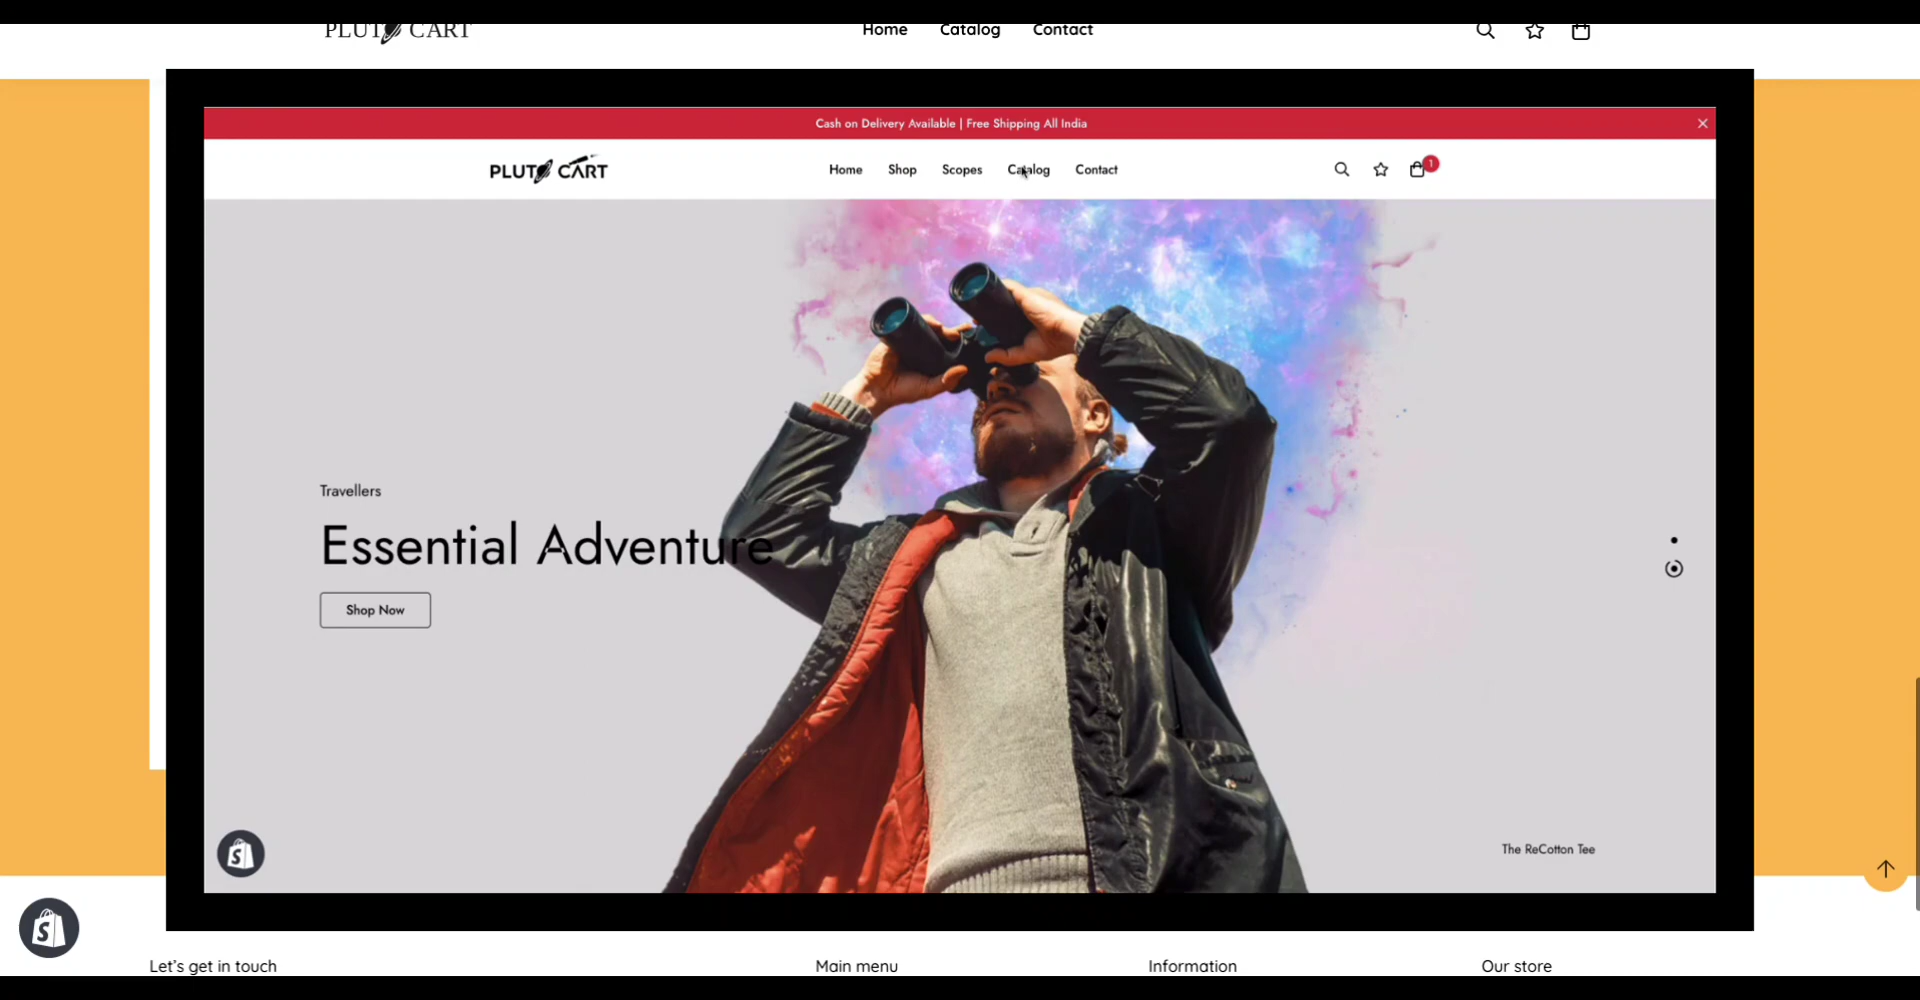 PLUTO CART
Home Catalog Contact
Cash on Delivery Available | Free Shipping All India
PLUTO CART
Home Shop Scopes Catalog Contact
1
Travellers
Essential Adventure
Shop Now
The ReCotton Tee
Let's get in touch Main menu Information Our store